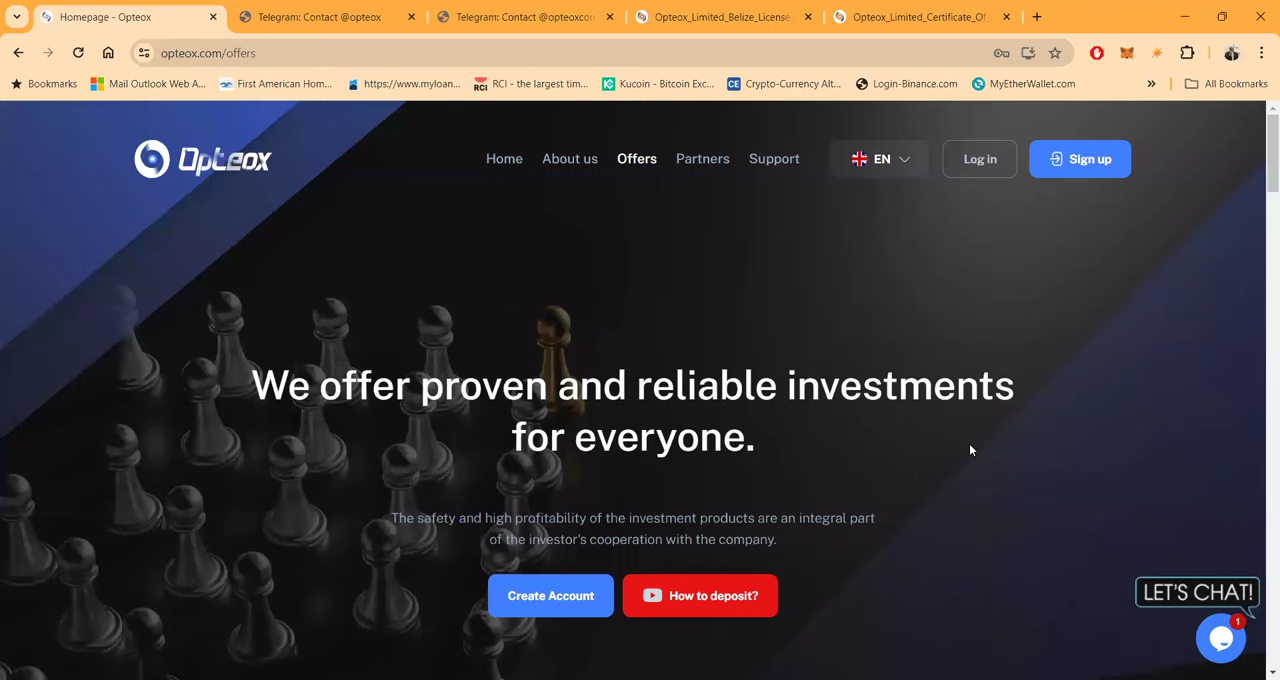 Homepage - Opteox
Telegram: Contact @opteox
Telegram: Contact @opteoxcon
Opteox_Limited_Belize_License.
Opteox_Limited_Certificate_Of_
opteox.com/offers
Bookmarks
Mail Outlook Web A...
First American Hom...
https://www.myloan...
RCI - the largest tim...
Kucoin - Bitcoin Exc...
Crypto-Currency Alt...
Login-Binance.com
MyEtherWallet.com
»
All Bookmarks
Opteox
Home
About us
Offers
Partners
Support
EN
Log in
Sign up
We offer proven and reliable investments
for everyone.
The safety and high profitability of the investment products are an integral part
of the investor's cooperation with the company.
Create Account
How to deposit?
LET'S CHAT!
1